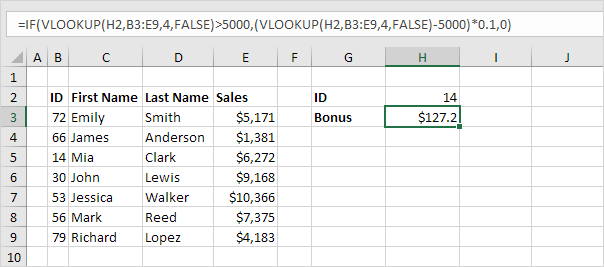 =IF(VLOOKUP(H2,B3:E9,4,FALSE)>5000,(VLOOKUP(H2,B3:E9,4,FALSE)-5000)*0.1,0)
A B C D E F G H I J
1
2 ID First Name Last Name Sales ID 14
3 72 Emily Smith $5,171 Bonus $127.2
4 66 James Anderson $1,381
5 14 Mia Clark $6,272
6 30 John Lewis $9,168
7 53 Jessica Walker $10,366
8 56 Mark Reed $7,375
9 79 Richard Lopez $4,183
10